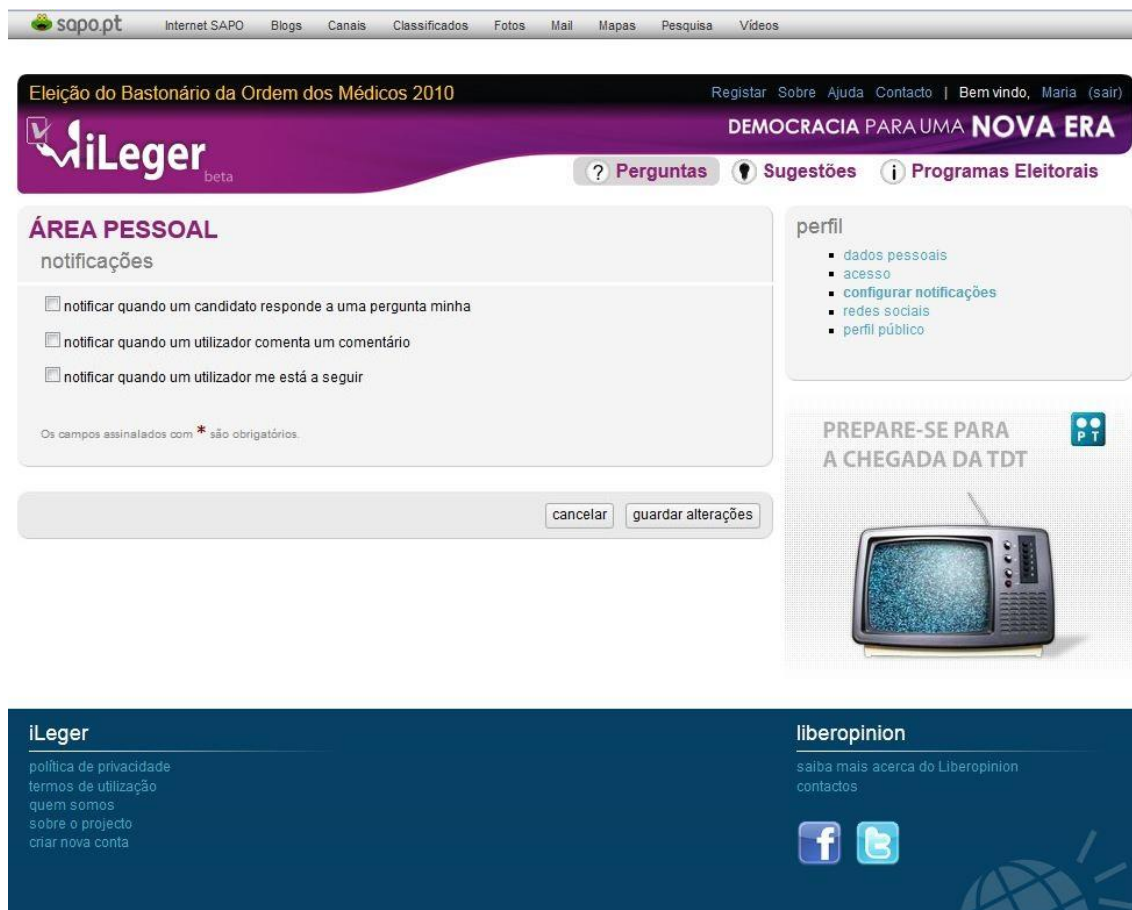 sapo.pt Internet SAPO Blogs Canais Classificados Fotos Mail Mapas Pesquisa Vídeos
Eleição do Bastonário da Ordem dos Médicos 2010
Registar Sobre Ajuda Contacto | Bem vindo, Maria (sair)
iLeger beta
DEMOCRACIA PARA UMA NOVA ERA
? Perguntas Sugestões i Programas Eleitorais
ÁREA PESSOAL
notificações
notificar quando um candidato responde a uma pergunta minha
notificar quando um utilizador comenta um comentário
notificar quando um utilizador me está a seguir
Os campos assinalados com * são obrigatórios.
cancelar guardar alterações
perfil
dados pessoais
acesso
configurar notificações
redes sociais
perfil público
PREPARE-SE PARA
A CHEGADA DA TDT
PT
iLeger
política de privacidade
termos de utilização
quem somos
sobre o projecto
criar nova conta
liberopinion
saiba mais acerca do Liberopinion
contactos